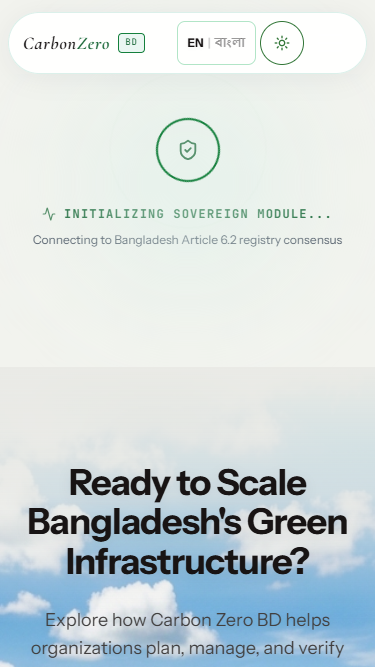 CarbonZero BD EN | বাংলা
INITIALIZING SOVEREIGN MODULE...
Connecting to Bangladesh Article 6.2 registry consensus
Ready to Scale
Bangladesh's Green
Infrastructure?
Explore how Carbon Zero BD helps
organizations plan, manage, and verify